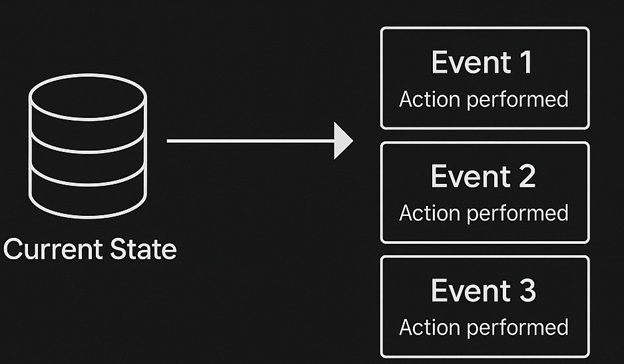 Current State
Event 1
Action performed
Event 2
Action performed
Event 3
Action performed